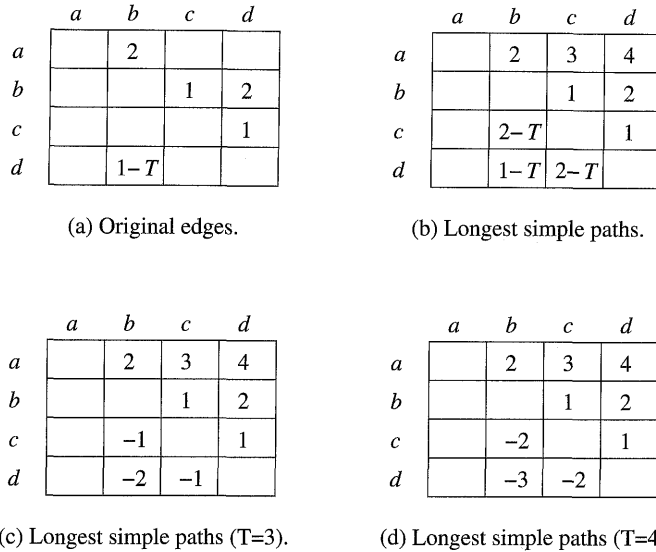 a b c d
a 2
b 1 2
c 1
d 1–T
(a) Original edges.
a b c d
a 2 3 4
b 1 2
c 2–T 1
d 1–T 2–T
(b) Longest simple paths.
a b c d
a 2 3 4
b 1 2
c –1 1
d –2 –1
(c) Longest simple paths (T=3).
a b c d
a 2 3 4
b 1 2
c –2 1
d –3 –2
(d) Longest simple paths (T=4